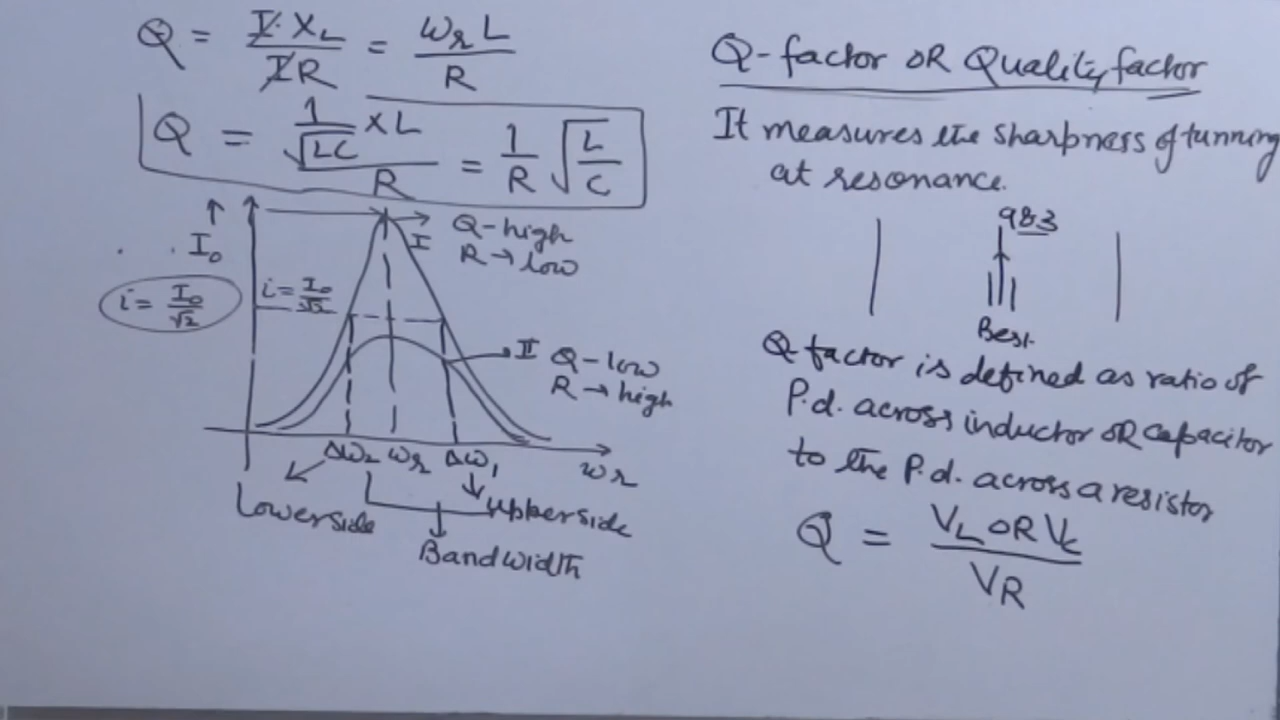 Q = I. X_L / IR = ω_r L / R
Q = 1/√LC × L / R = 1/R √L/C
I₀
i = I₀/√2
i = I₀/√2
I
Q-high
R → low
II Q-low
R → high
Δω₂ ω_r Δω₁
ω_r
Lowerside
upperside
Bandwidth
Q-factor OR Quality factor
It measures the sharpness of tunning
at resonance.
983
Best
Q factor is defined as ratio of
P.d. across inductor OR capacitor
to the P.d. across a resistor
Q = V_L OR V_C / V_R